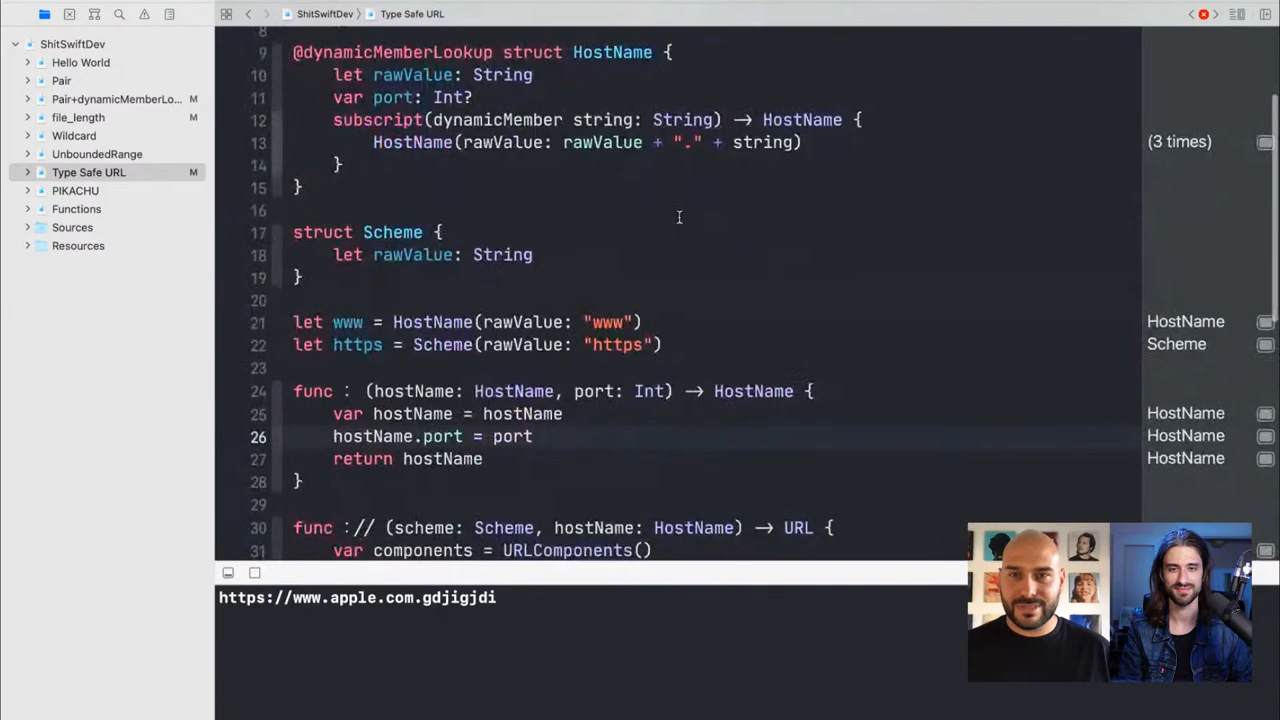 ShitSwiftDev
Type Safe URL
ShitSwiftDev
Hello World
Pair
Pair+dynamicMemberLo... M
file_length M
Wildcard
UnboundedRange
Type Safe URL M
PIKACHU
Functions
Sources
Resources
8
9 @dynamicMemberLookup struct HostName {
10 let rawValue: String
11 var port: Int?
12 subscript(dynamicMember string: String) -> HostName {
13 HostName(rawValue: rawValue + "." + string) (3 times)
14 }
15 }
16
17 struct Scheme {
18 let rawValue: String
19 }
20
21 let www = HostName(rawValue: "www") HostName
22 let https = Scheme(rawValue: "https") Scheme
23
24 func : (hostName: HostName, port: Int) -> HostName {
25 var hostName = hostName HostName
26 hostName.port = port HostName
27 return hostName HostName
28 }
29
30 func :// (scheme: Scheme, hostName: HostName) -> URL {
31 var components = URLComponents()
https://www.apple.com.gdjigjdi